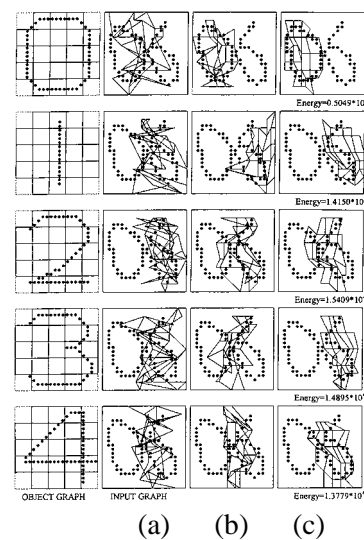 Energy=0.5049*10
Energy=1.4150*10
Energy=1.5409*10
Energy=1.4895*10
OBJECT GRAPH INPUT GRAPH Energy=1.3779*10
(a) (b) (c)